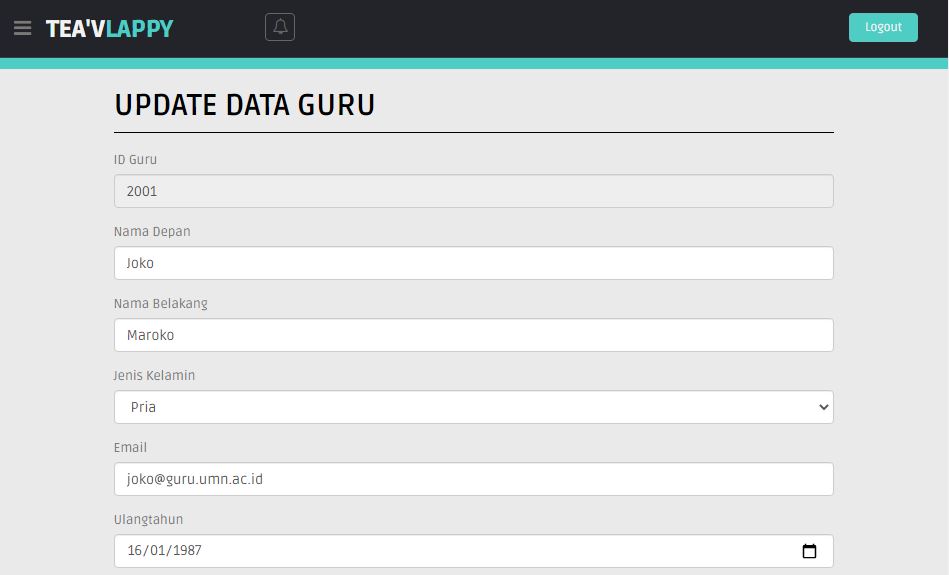 TEA'VLAPPY
Logout
UPDATE DATA GURU
ID Guru
2001
Nama Depan
Joko
Nama Belakang
Maroko
Jenis Kelamin
Pria
Email
joko@guru.umn.ac.id
Ulangtahun
16/01/1987